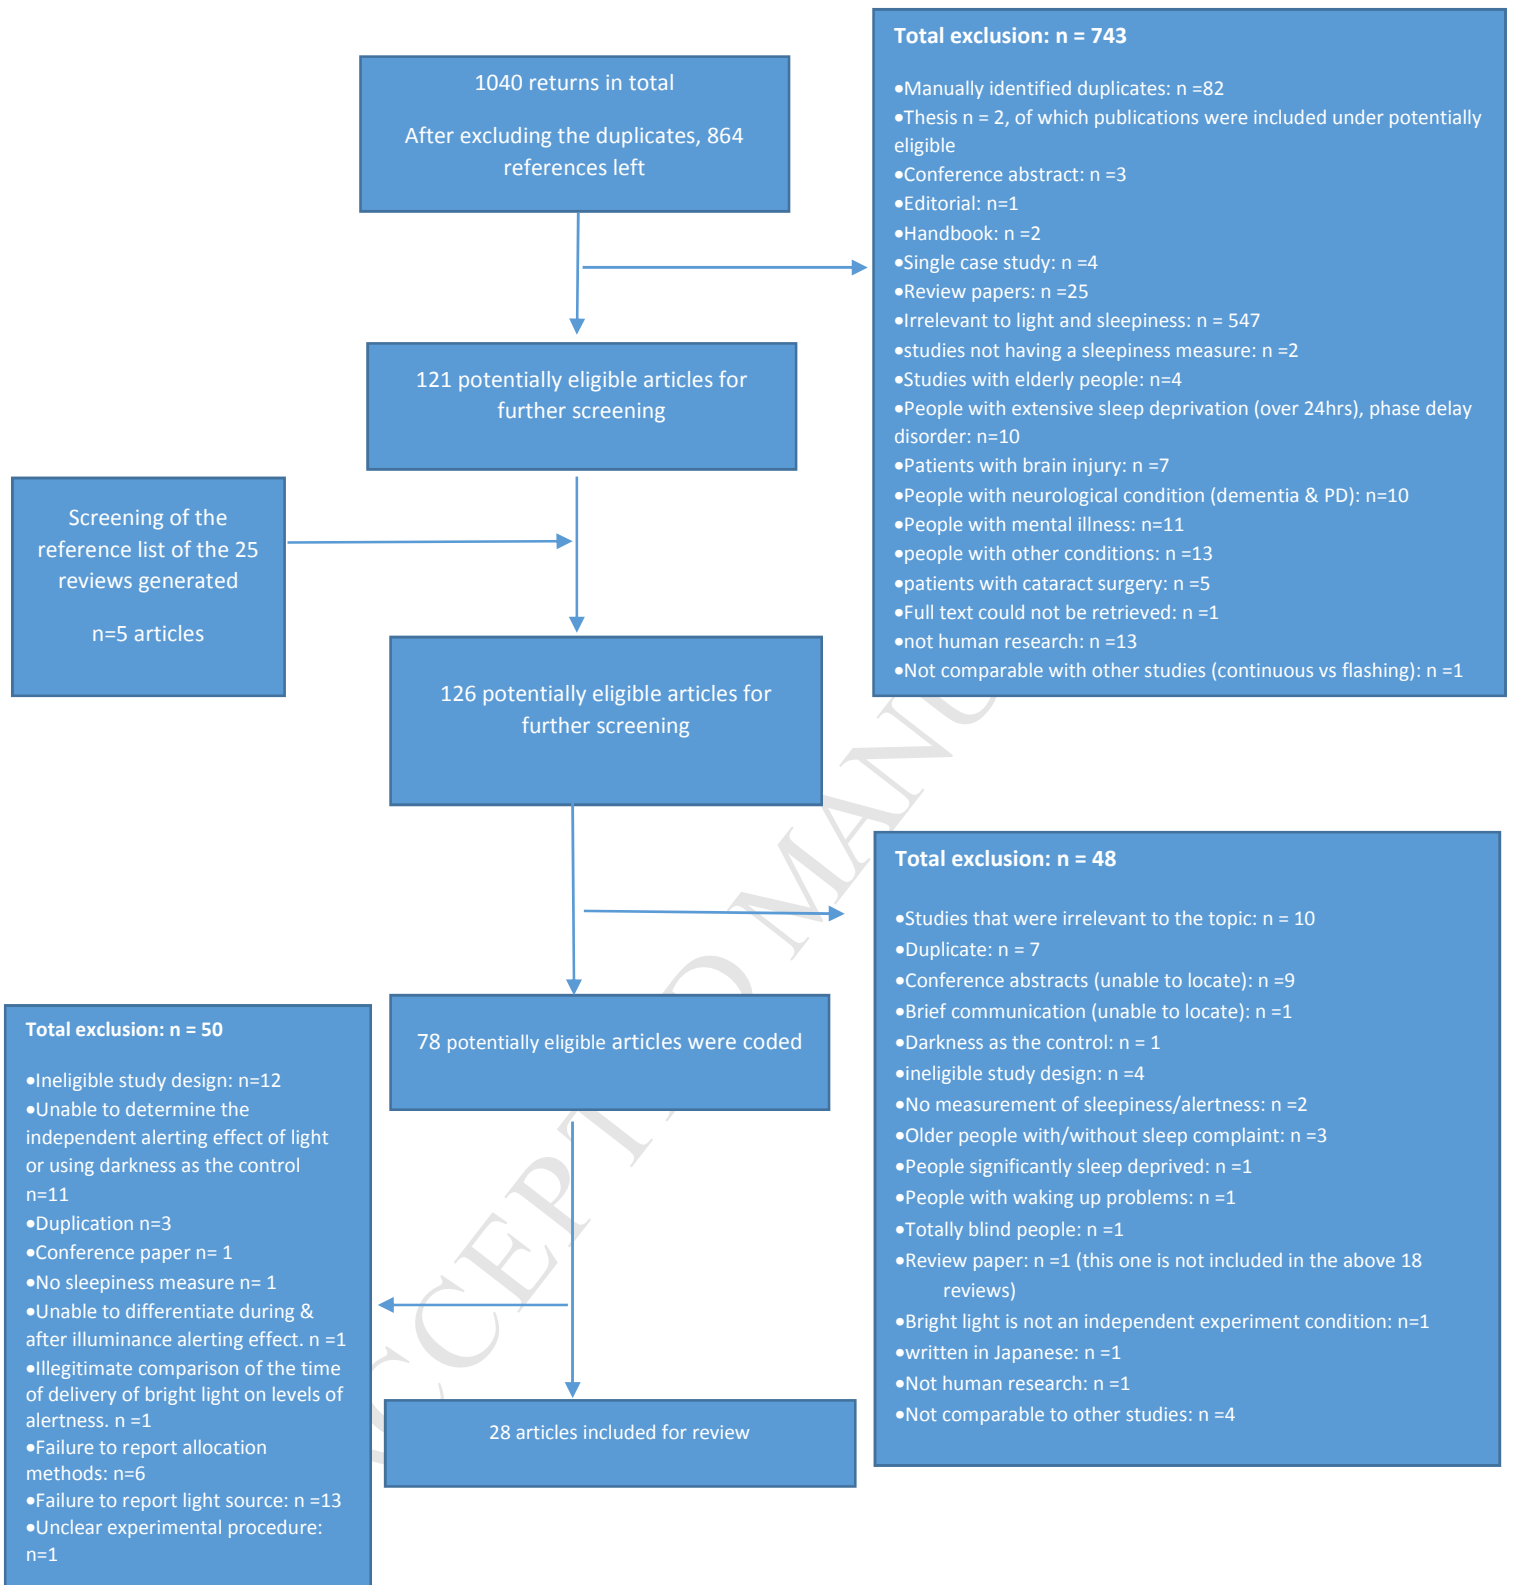 1040 returns in total
After excluding the duplicates, 864
references left
Total exclusion: n = 743
•Manually identified duplicates: n =82
•Thesis n = 2, of which publications were included under potentially
eligible
•Conference abstract: n =3
•Editorial: n=1
•Handbook: n =2
•Single case study: n =4
•Review papers: n =25
•Irrelevant to light and sleepiness: n = 547
•studies not having a sleepiness measure: n =2
•Studies with elderly people: n=4
•People with extensive sleep deprivation (over 24hrs), phase delay
disorder: n=10
•Patients with brain injury: n =7
•People with neurological condition (dementia & PD): n=10
•People with mental illness: n=11
•people with other conditions: n =13
•patients with cataract surgery: n =5
•Full text could not be retrieved: n =1
•not human research: n =13
•Not comparable with other studies (continuous vs flashing): n =1
121 potentially eligible articles for
further screening
Screening of the
reference list of the 25
reviews generated
n=5 articles
126 potentially eligible articles for
further screening
Total exclusion: n = 48
•Studies that were irrelevant to the topic: n = 10
•Duplicate: n = 7
•Conference abstracts (unable to locate): n =9
•Brief communication (unable to locate): n =1
•Darkness as the control: n = 1
•ineligible study design: n =4
•No measurement of sleepiness/alertness: n =2
•Older people with/without sleep complaint: n =3
•People significantly sleep deprived: n =1
•People with waking up problems: n =1
•Totally blind people: n =1
•Review paper: n =1 (this one is not included in the above 18
reviews)
•Bright light is not an independent experiment condition: n=1
•written in Japanese: n =1
•Not human research: n =1
•Not comparable to other studies: n =4
78 potentially eligible articles were coded
Total exclusion: n = 50
•Ineligible study design: n=12
•Unable to determine the
independent alerting effect of light
or using darkness as the control
n=11
•Duplication n=3
•Conference paper n= 1
•No sleepiness measure n= 1
•Unable to differentiate during &
after illuminance alerting effect. n =1
•Illegitimate comparison of the time
of delivery of bright light on levels of
alertness. n =1
•Failure to report allocation
methods: n=6
•Failure to report light source: n =13
•Unclear experimental procedure:
n=1
28 articles included for review